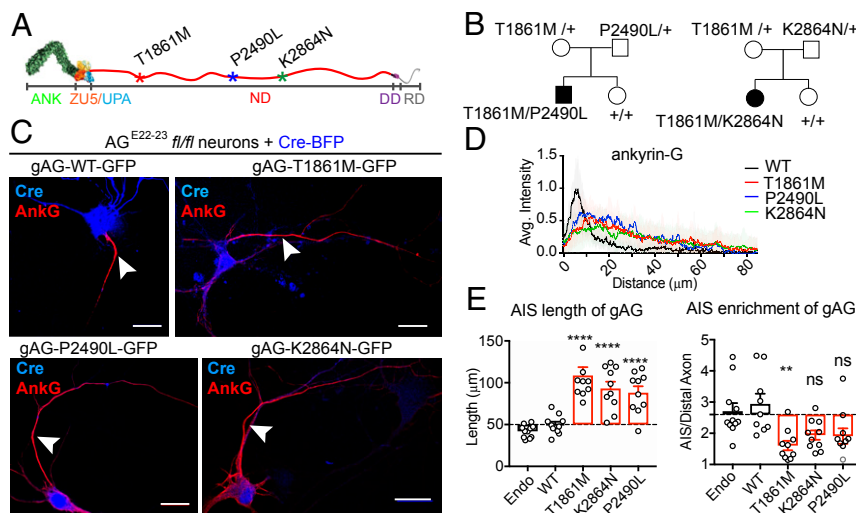 A
T1861M
P2490L
K2864N
ANK
ZU5/UPA
ND
DD
RD
B
T1861M /+
P2490L/+
T1861M /+
K2864N/+
T1861M/P2490L
+/+
T1861M/K2864N
+/+
C
AG^E22-23 fl/fl neurons + Cre-BFP
gAG-WT-GFP
gAG-T1861M-GFP
Cre
AnkG
Cre
AnkG
gAG-P2490L-GFP
gAG-K2864N-GFP
Cre
AnkG
Cre
AnkG
D
ankyrin-G
WT
T1861M
P2490L
K2864N
Avg. Intensity
1.5
1.0
0.5
0.0
0 20 40 60 80
Distance (μm)
E
AIS length of gAG
Length (μm)
150
100
50
0
****
****
****
Endo
WT
T1861M
K2864N
P2490L
AIS enrichment of gAG
AIS/Distal Axon
5
4
3
2
1
**
ns
ns
Endo
WT
T1861M
K2864N
P2490L